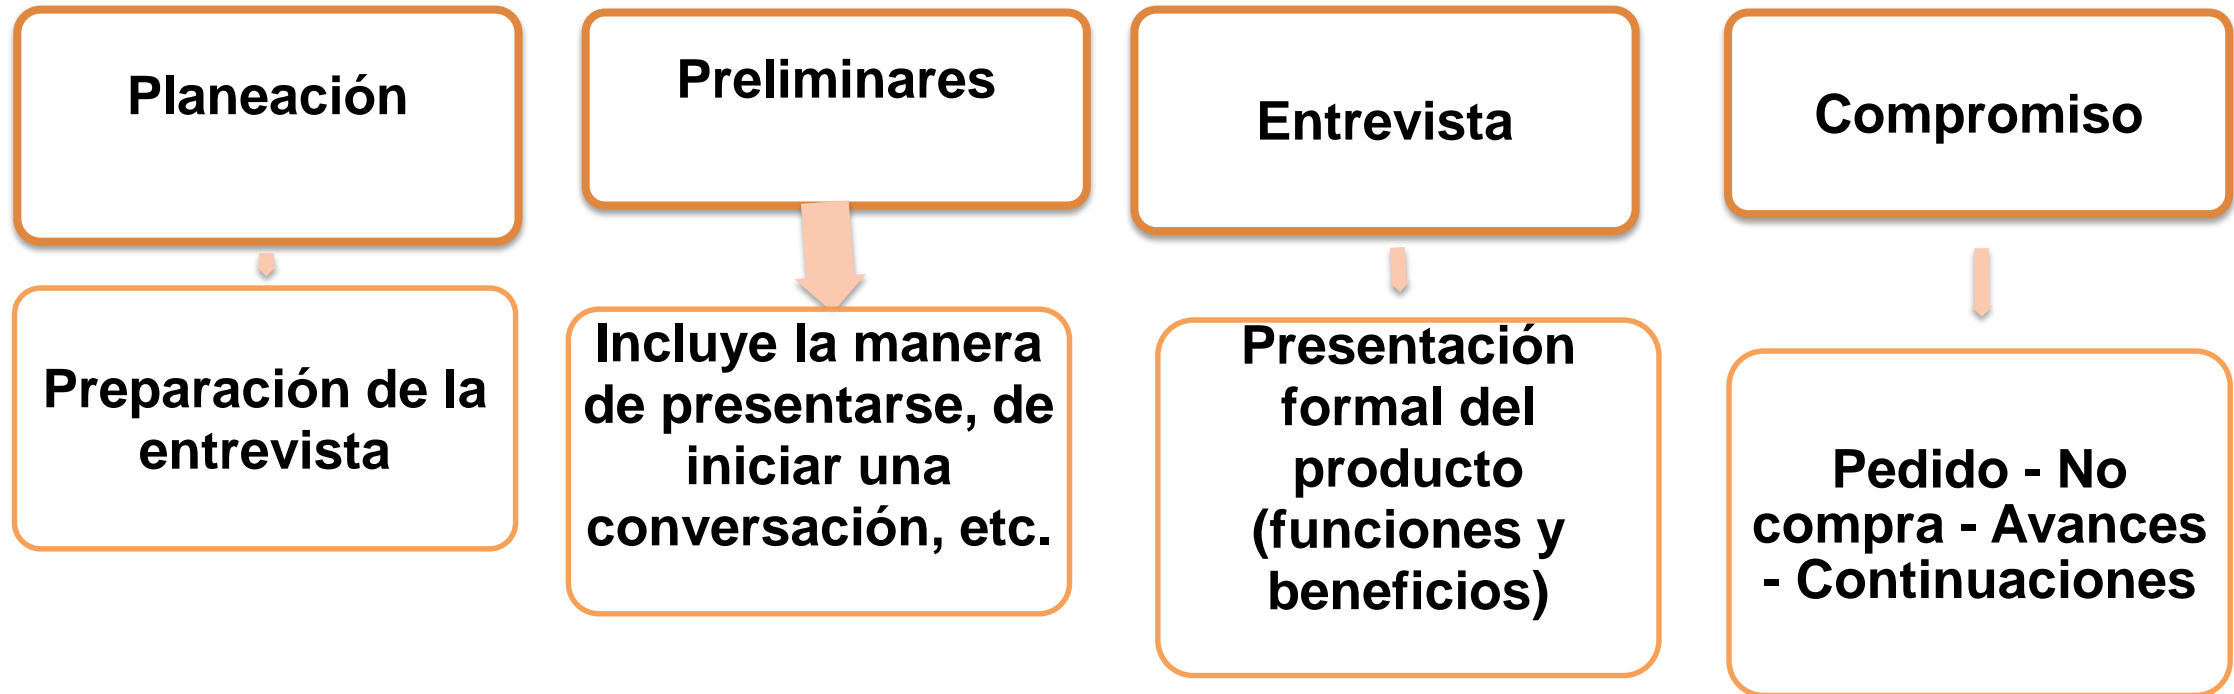 Planeación
Preparación de la
entrevista
Preliminares
Incluye la manera
de presentarse, de
iniciar una
conversación, etc.
Entrevista
Presentación
formal del
producto
(funciones y
beneficios)
Compromiso
Pedido - No
compra - Avances
- Continuaciones